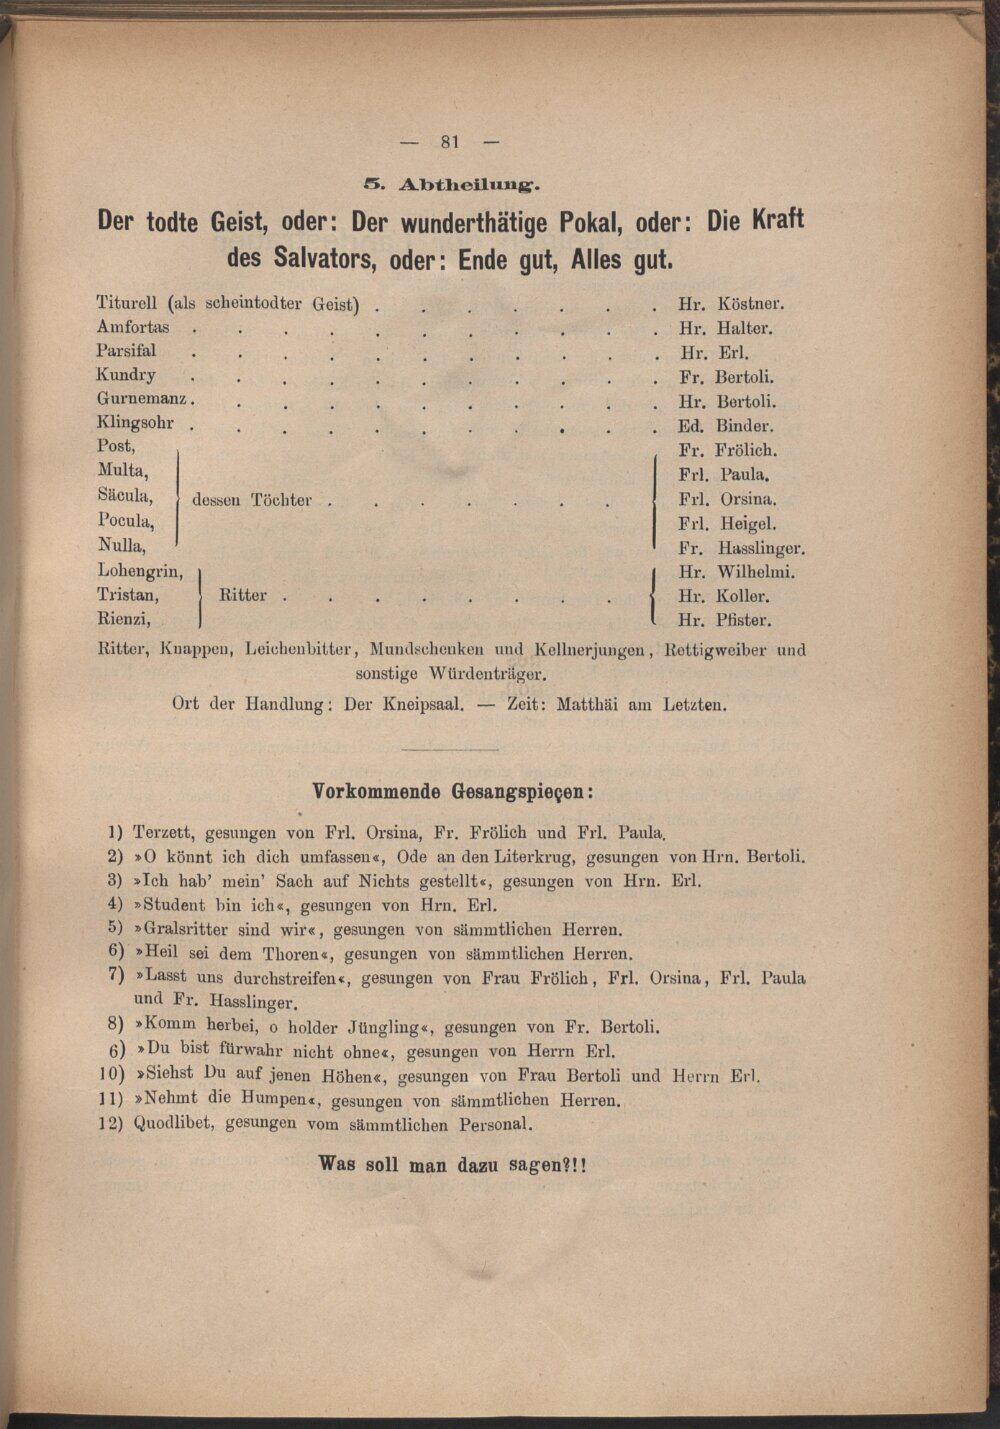 — 81 —
5. Abtheilung.
Der todte Geist, oder: Der wunderthätige Pokal, oder: Die Kraft
des Salvators, oder: Ende gut, Alles gut.
Titurell (als scheintodter Geist) . . . . . . . Hr. Köstner.
Amfortas . . . . . . . . . . . Hr. Halter.
Parsifal . . . . . . . . . . . Hr. Erl.
Kundry . . . . . . . . . . . Fr. Bertoli.
Gurnemanz . . . . . . . . . . . Hr. Bertoli.
Klingsohr . . . . . . . . . . . Ed. Binder.
Post, Fr. Frölich.
Multa, Frl. Paula.
Säcula, dessen Töchter . . . . . . . Frl. Orsina.
Pocula, Frl. Heigel.
Nulla, Fr. Hasslinger.
Lohengrin, Hr. Wilhelmi.
Tristan, Ritter . . . . . . . . Hr. Koller.
Rienzi, Hr. Pfister.
Ritter, Knappen, Leichenbitter, Mundschenken und Kellnerjungen, Rettigweiber und
sonstige Würdenträger.
Ort der Handlung: Der Kneipsaal. — Zeit: Matthäi am Letzten.
Vorkommende Gesangspieçen:
1) Terzett, gesungen von Frl. Orsina, Fr. Frölich und Frl. Paula.
2) »O könnt ich dich umfassen«, Ode an den Literkrug, gesungen von Hrn. Bertoli.
3) »Ich hab' mein' Sach auf Nichts gestellt«, gesungen von Hrn. Erl.
4) »Student bin ich«, gesungen von Hrn. Erl.
5) »Gralsritter sind wir«, gesungen von sämmtlichen Herren.
6) »Heil sei dem Thoren«, gesungen von sämmtlichen Herren.
7) »Lasst uns durchstreifen«, gesungen von Frau Frölich, Frl. Orsina, Frl. Paula
und Fr. Hasslinger.
8) »Komm herbei, o holder Jüngling«, gesungen von Fr. Bertoli.
6) »Du bist fürwahr nicht ohne«, gesungen von Herrn Erl.
10) »Siehst Du auf jenen Höhen«, gesungen von Frau Bertoli und Herrn Erl.
11) »Nehmt die Humpen«, gesungen von sämmtlichen Herren.
12) Quodlibet, gesungen vom sämmtlichen Personal.
Was soll man dazu sagen?!!